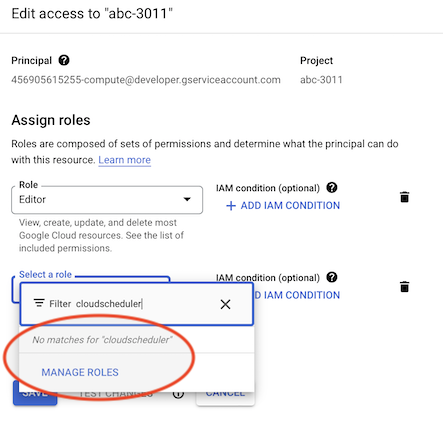 Edit access to "abc-3011"
Principal
Project
456905615255-compute@developer.gserviceaccount.com
abc-3011
Assign roles
Roles are composed of sets of permissions and determine what the principal can do
with this resource. Learn more
Role
IAM condition (optional)
Editor
+ ADD IAM CONDITION
View, create, update, and delete most
Google Cloud resources. See the list of
included permissions.
Select a role
IAM condition (optional)
Filter cloudscheduler
DD IAM CONDITION
No matches for "cloudscheduler"
MANAGE ROLES
SAVE
TEST CHANGES
CANCEL